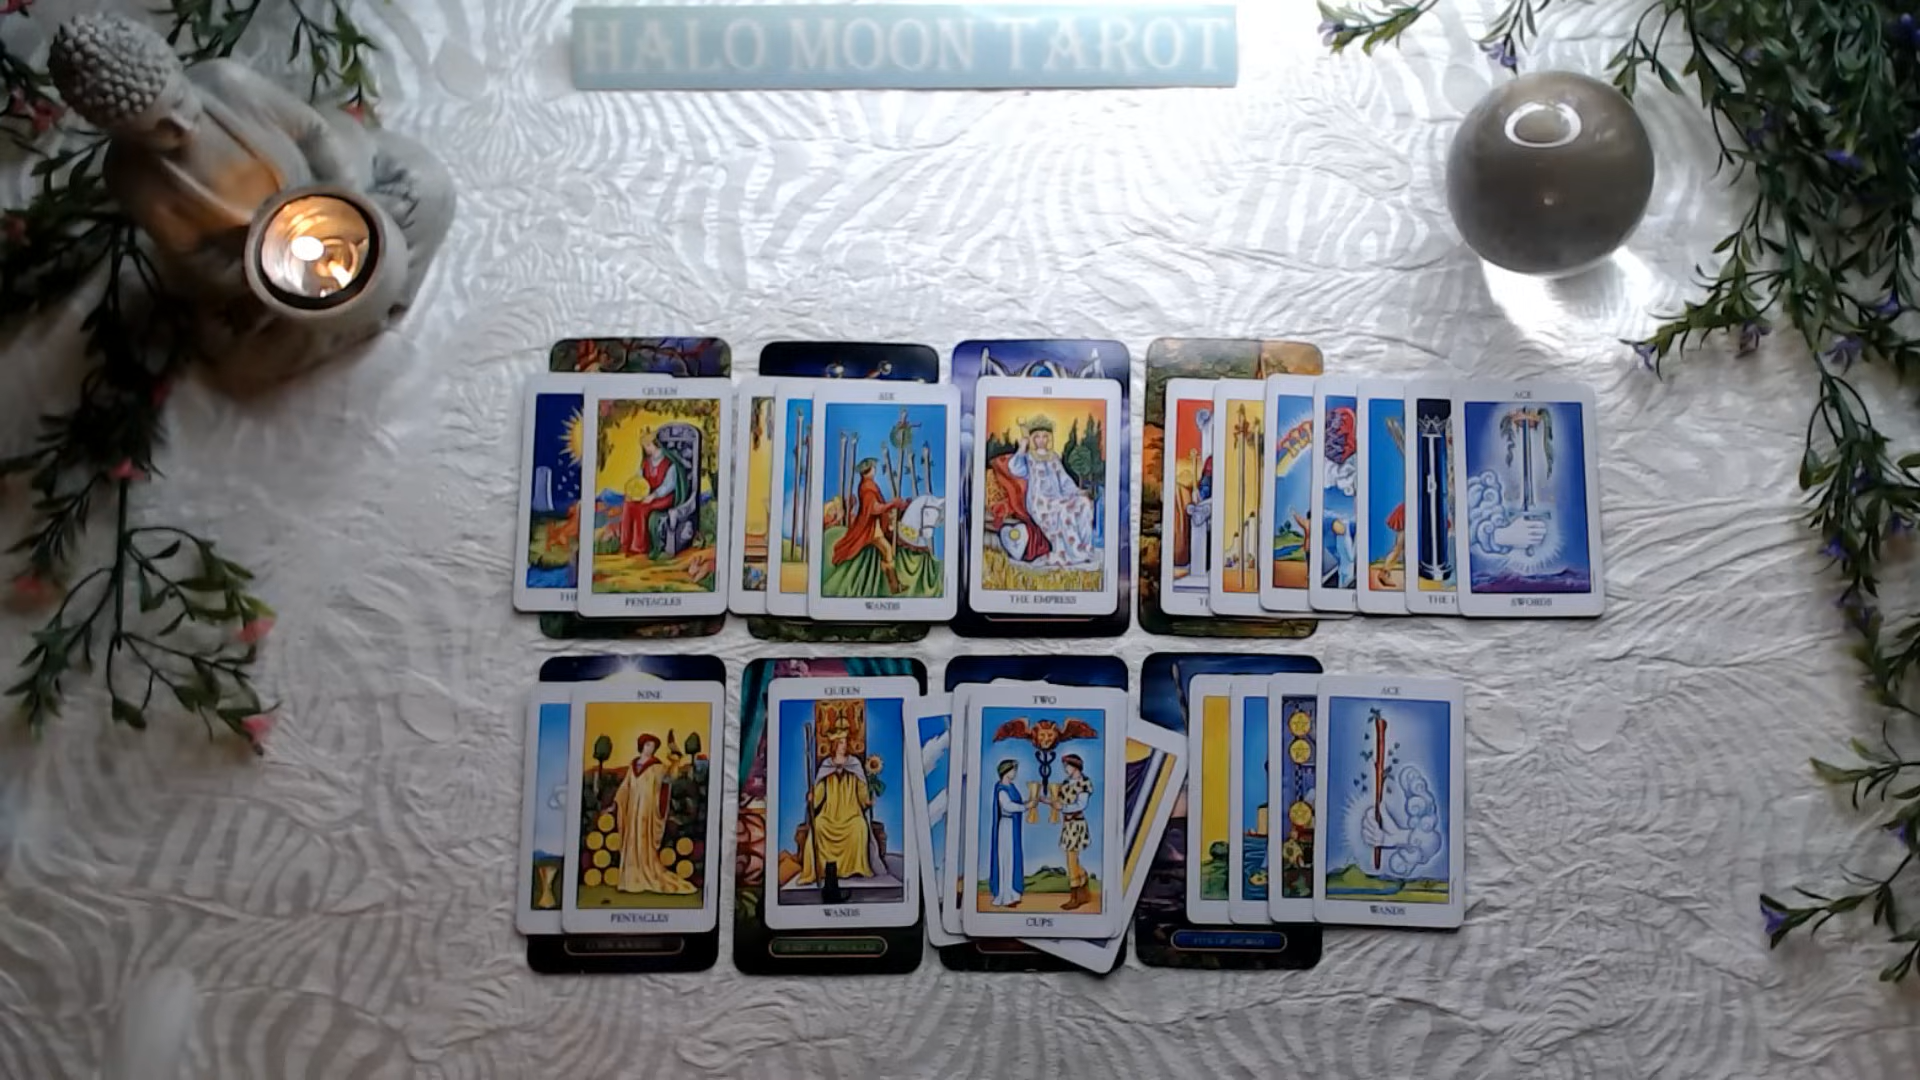 HALO MOON TAROT
QUEEN
PENTACLES
SIX
WANDS
III
THE EMPRESS
ACE
SWORDS
NINE
PENTACLES
QUEEN
WANDS
TWO
CUPS
ACE
WANDS